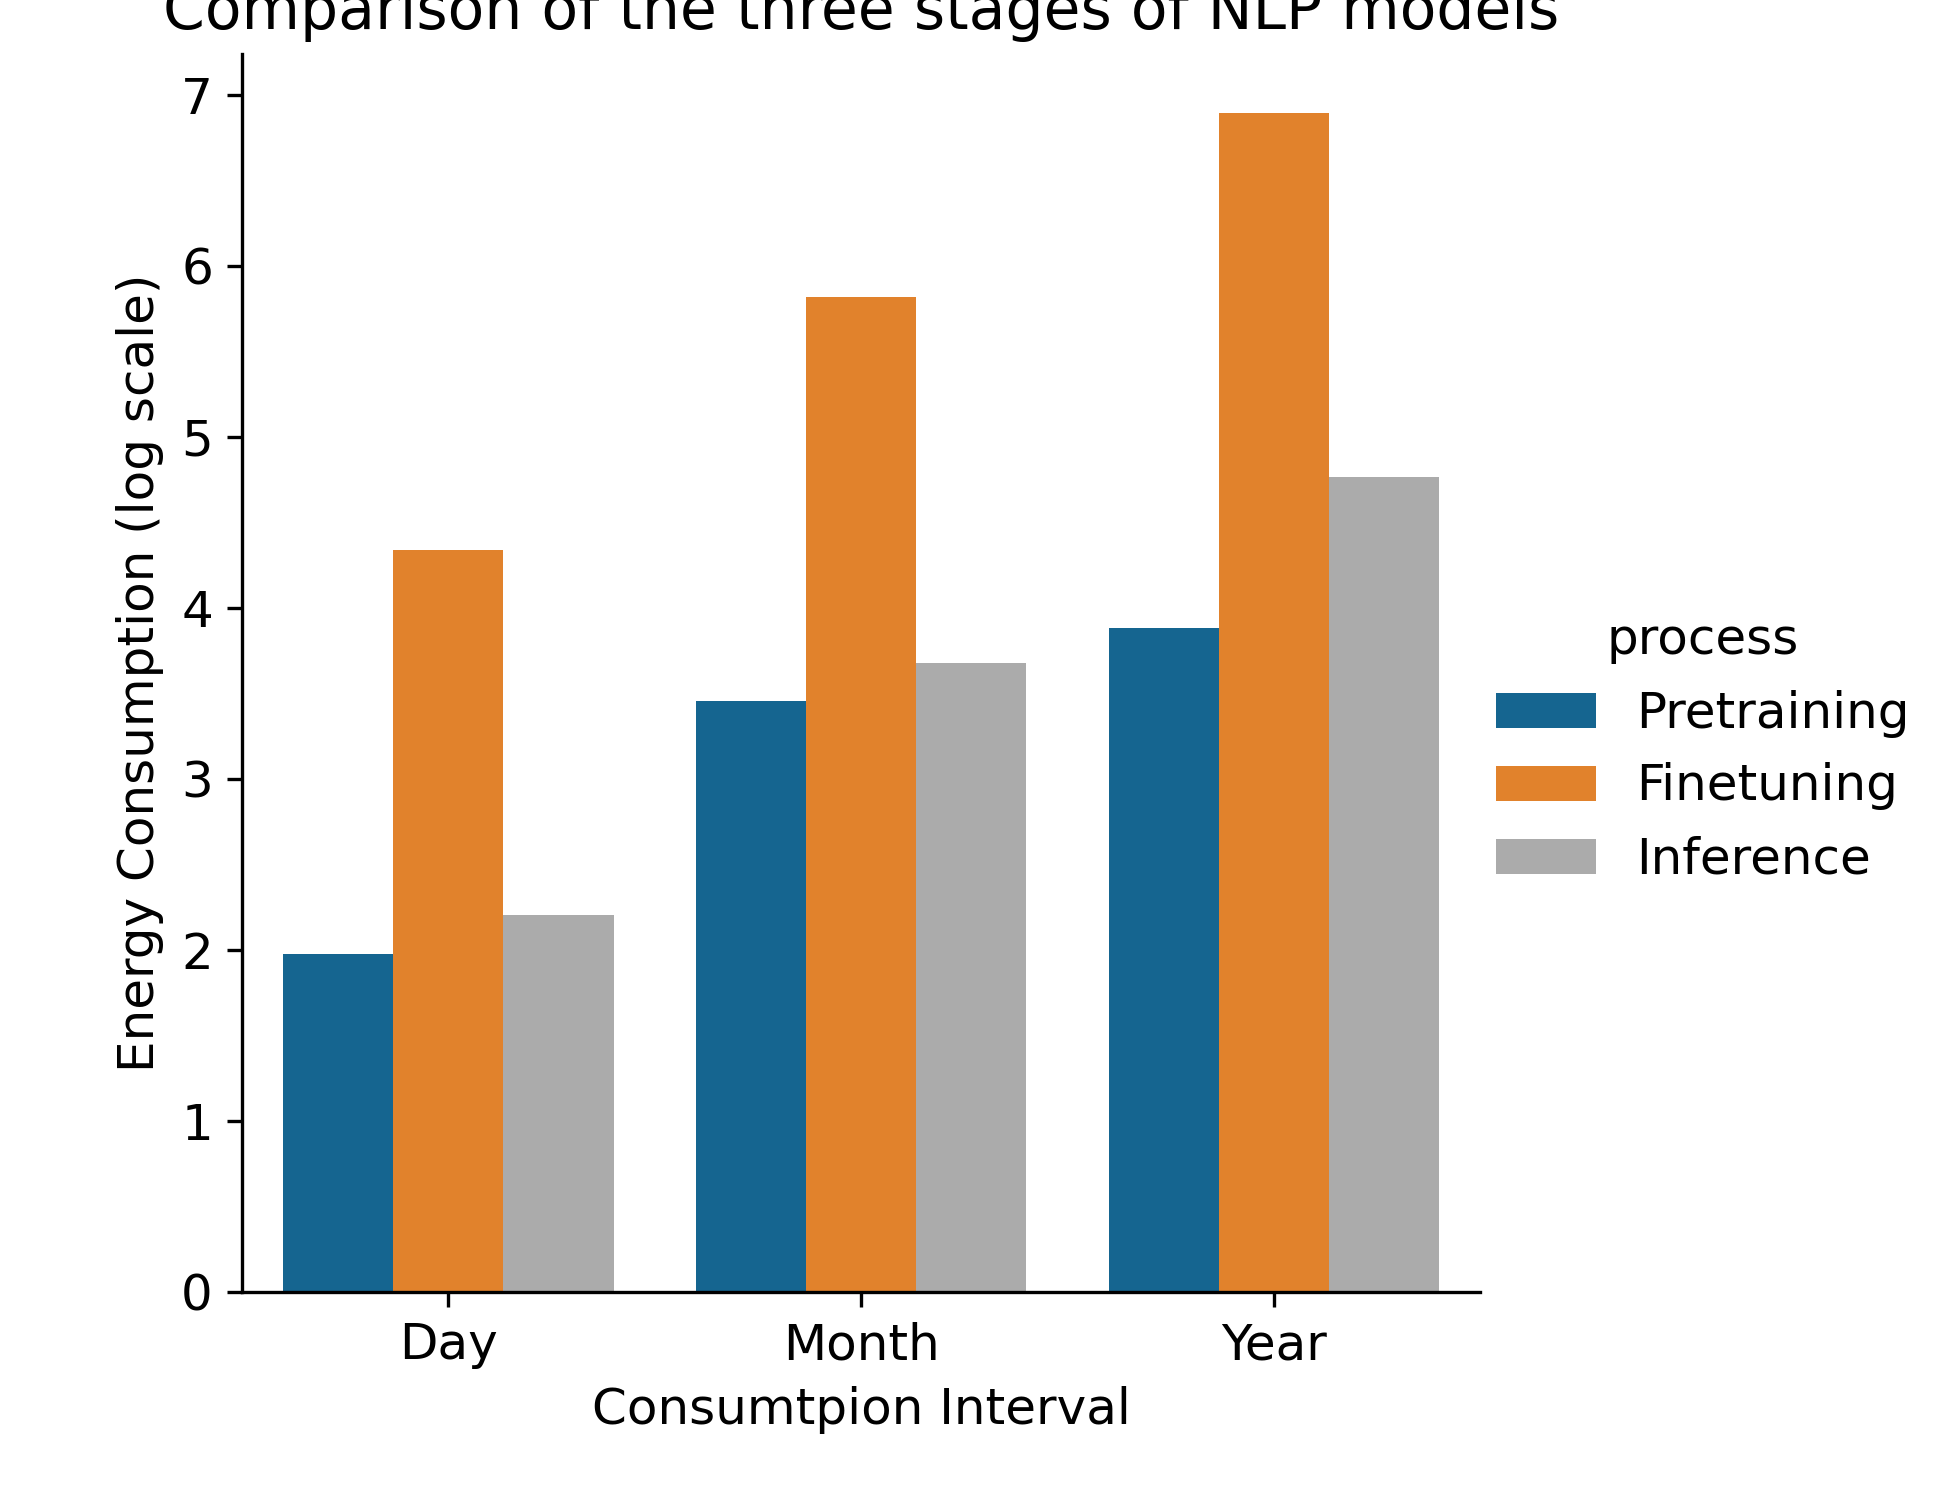 Comparison of the three stages of NLP models
7
6
5
4
3
2
1
0
Energy Consumption (log scale)
Day Month Year
Consumtpion Interval
process
Pretraining
Finetuning
Inference